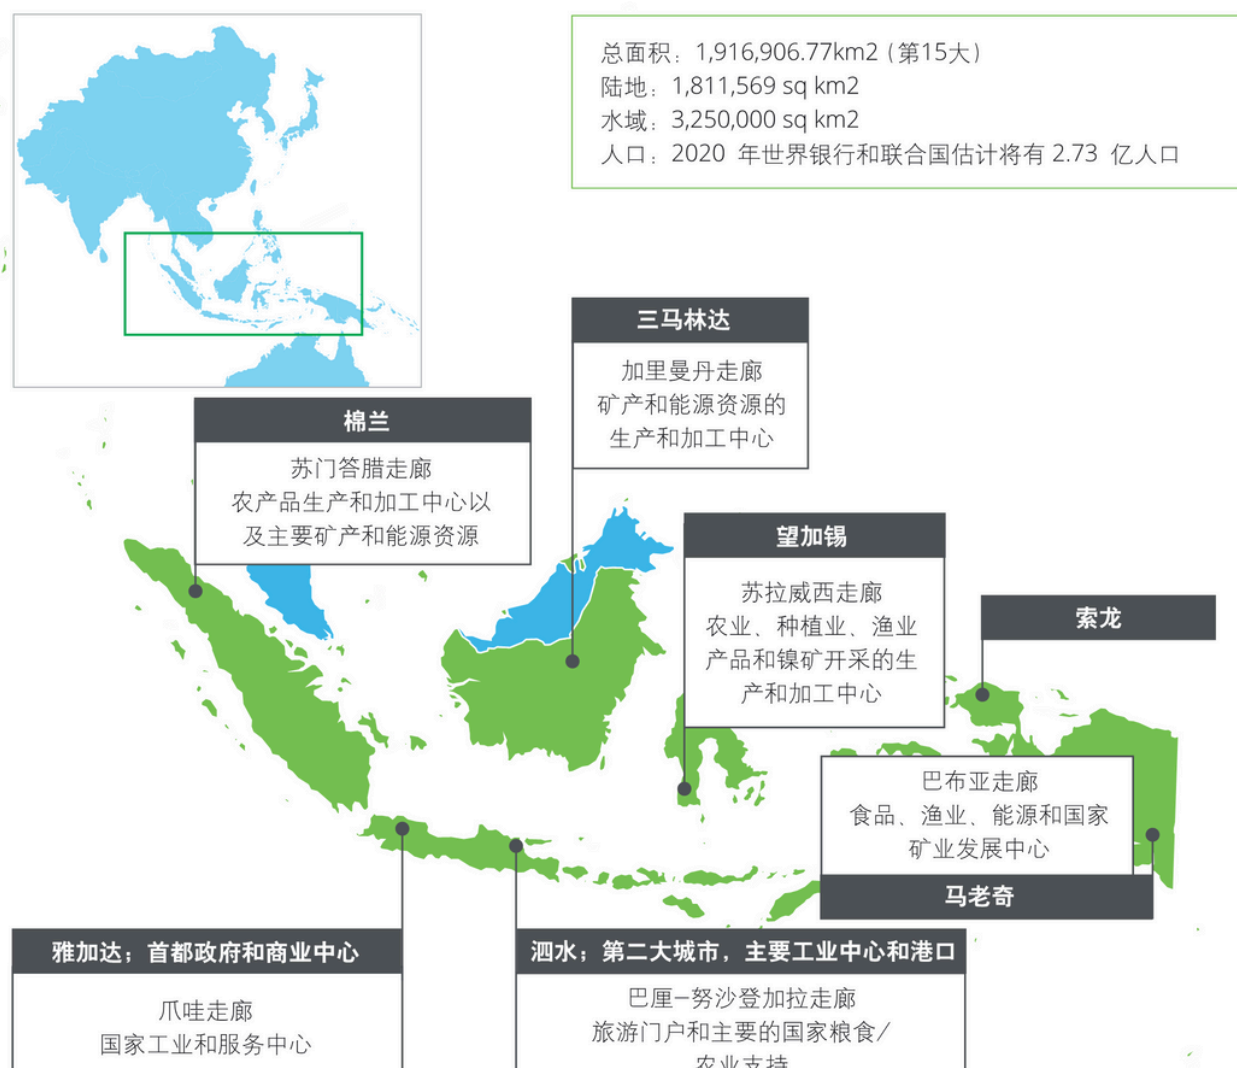 总面积：1,916,906.77km2（第15大）
陆地：1,811,569 sq km2
水域：3,250,000 sq km2
人口：2020 年世界银行和联合国估计将有 2.73 亿人口
三马林达
加里曼丹走廊
矿产和能源资源的
生产和加工中心
棉兰
苏门答腊走廊
农产品生产和加工中心以
及主要矿产和能源资源
望加锡
苏拉威西走廊
农业、种植业、渔业
产品和镍矿开采的生
产和加工中心
索龙
巴布亚走廊
食品、渔业、能源和国家
矿业发展中心
马老奇
雅加达；首都政府和商业中心
爪哇走廊
国家工业和服务中心
泗水；第二大城市，主要工业中心和港口
巴厘–努沙登加拉走廊
旅游门户和主要的国家粮食/
农业支持